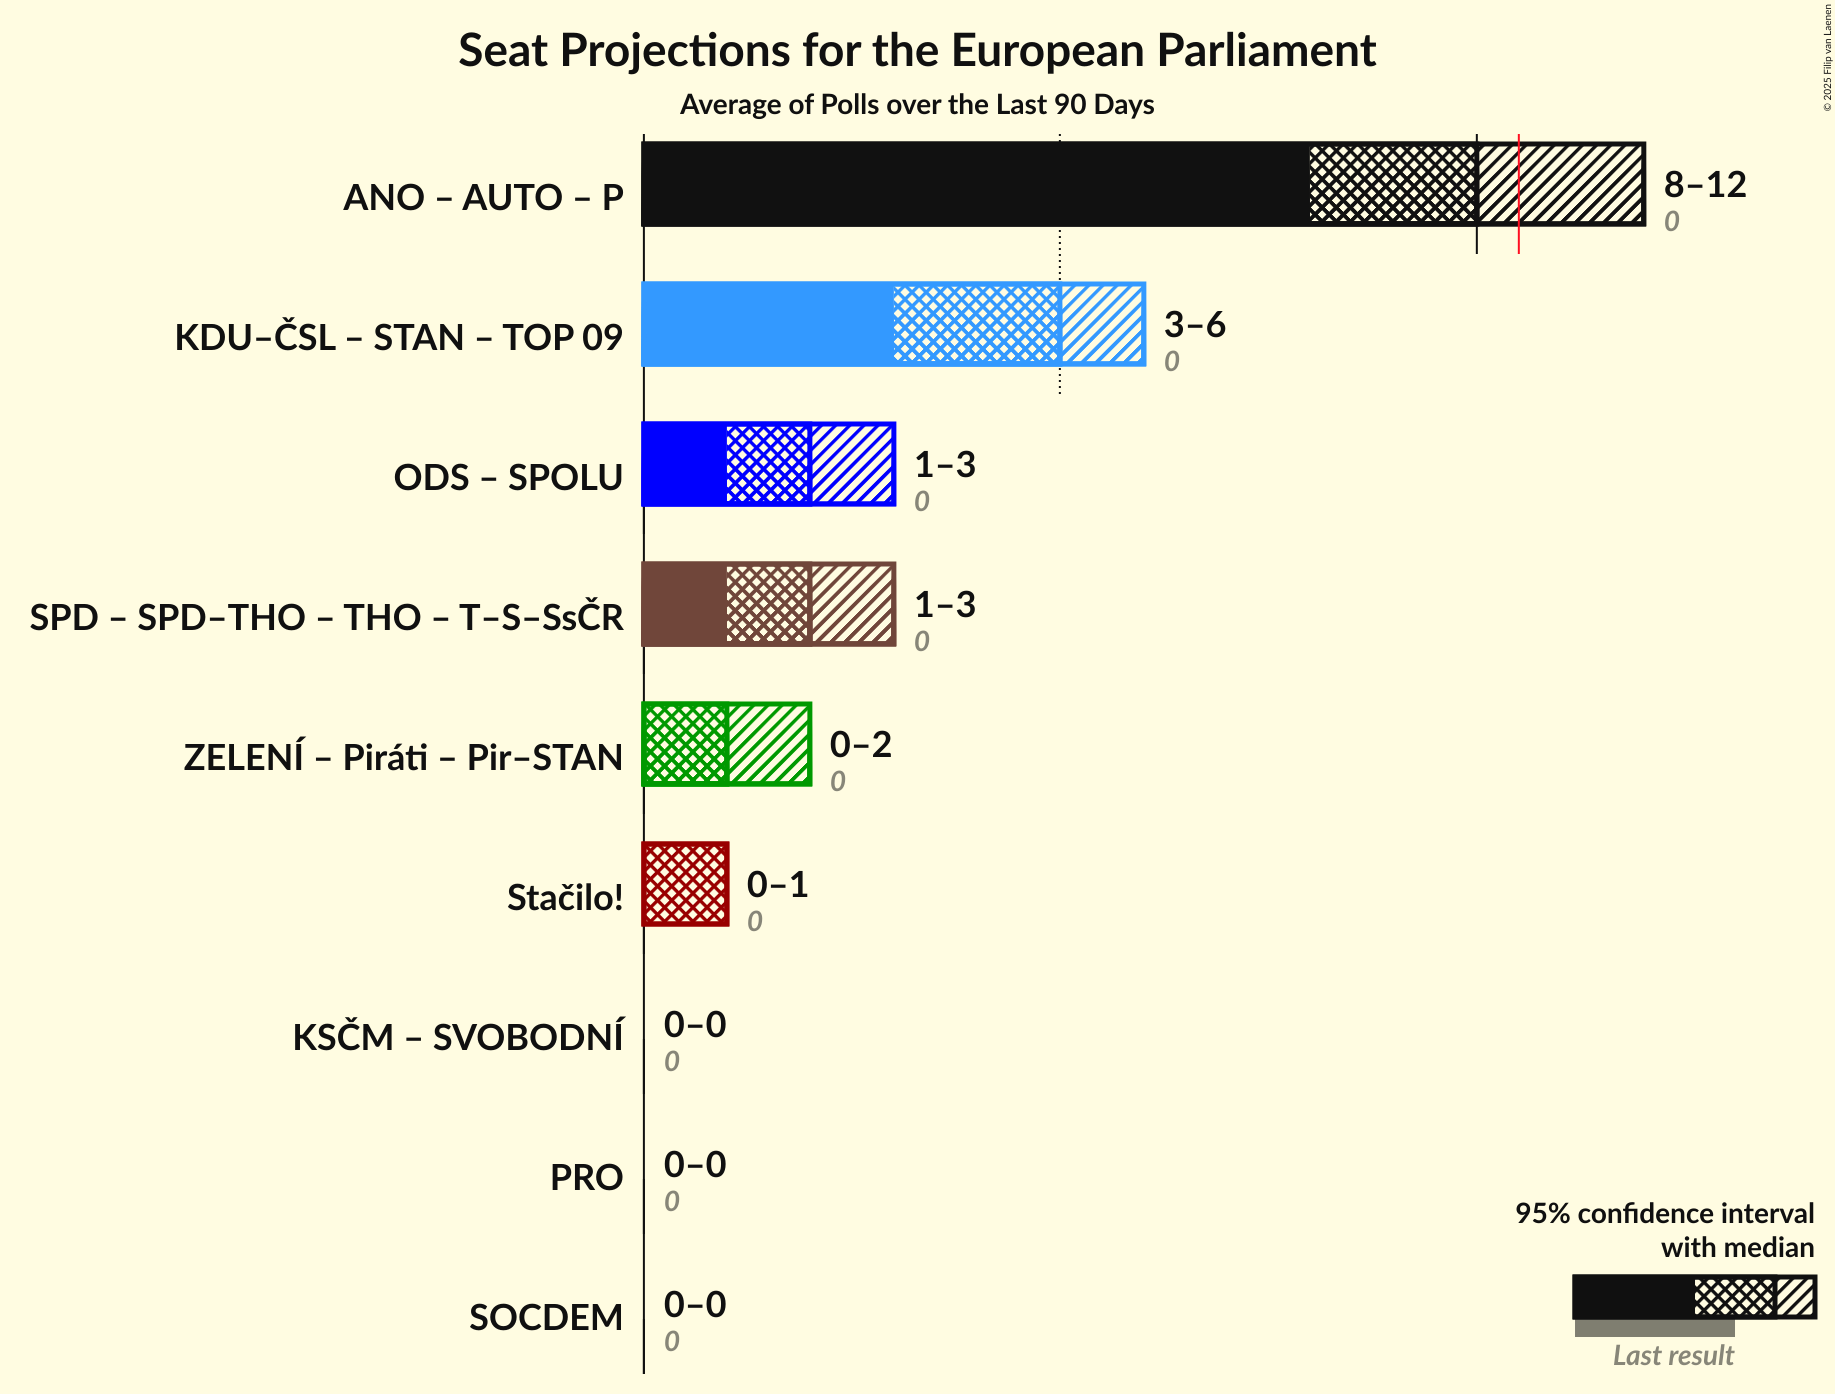 Seat Projections for the European Parliament
Average of Polls over the Last 90 Days
© 2025 Filip van Laenen
ANO – AUTO – P
8–12
0
KDU–ČSL – STAN – TOP 09
3–6
0
ODS – SPOLU
1–3
0
SPD – SPD–THO – THO – T–S–SsČR
1–3
0
ZELENÍ – Piráti – Pir–STAN
0–2
0
Stačilo!
0–1
0
KSČM – SVOBODNÍ
0–0
0
PRO
0–0
0
SOCDEM
0–0
0
95% confidence interval
with median
Last result